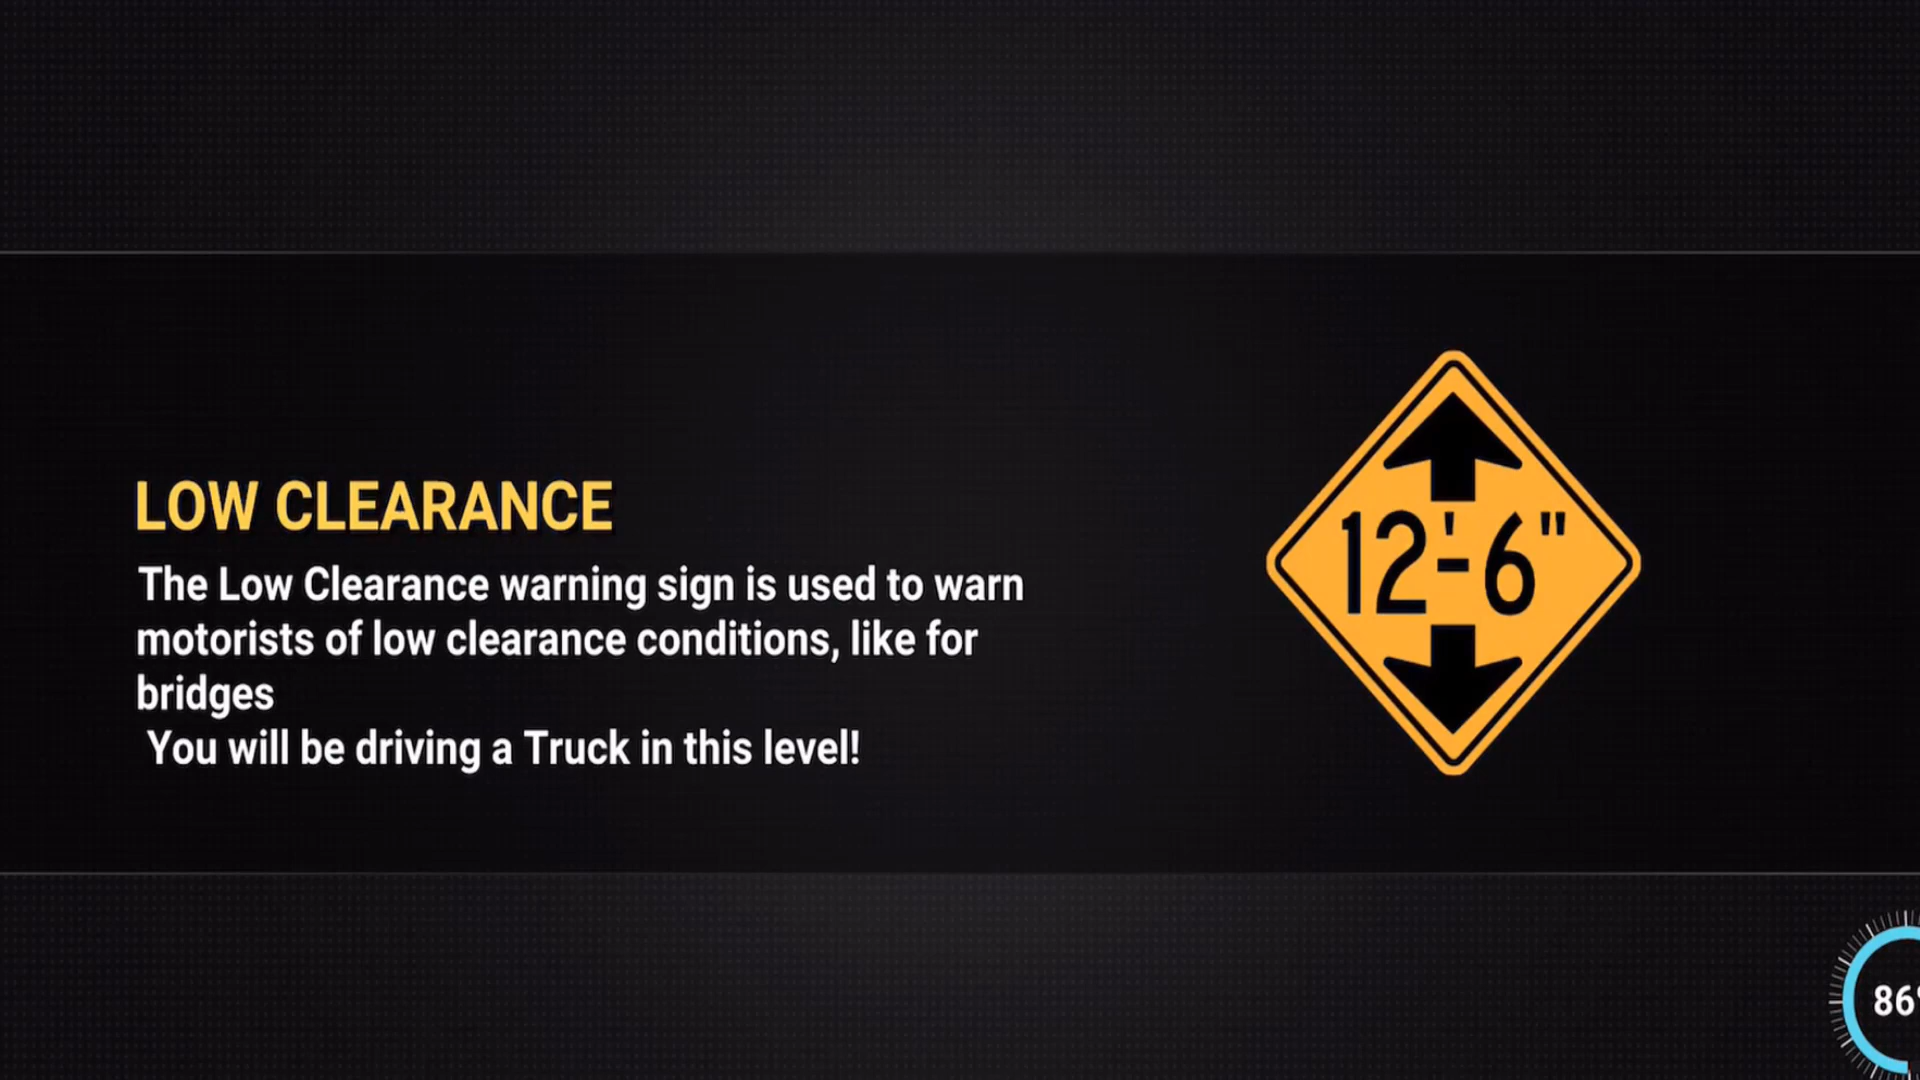 LOW CLEARANCE
The Low Clearance warning sign is used to warn
motorists of low clearance conditions, like for
bridges
You will be driving a Truck in this level!
12'-6"
86%